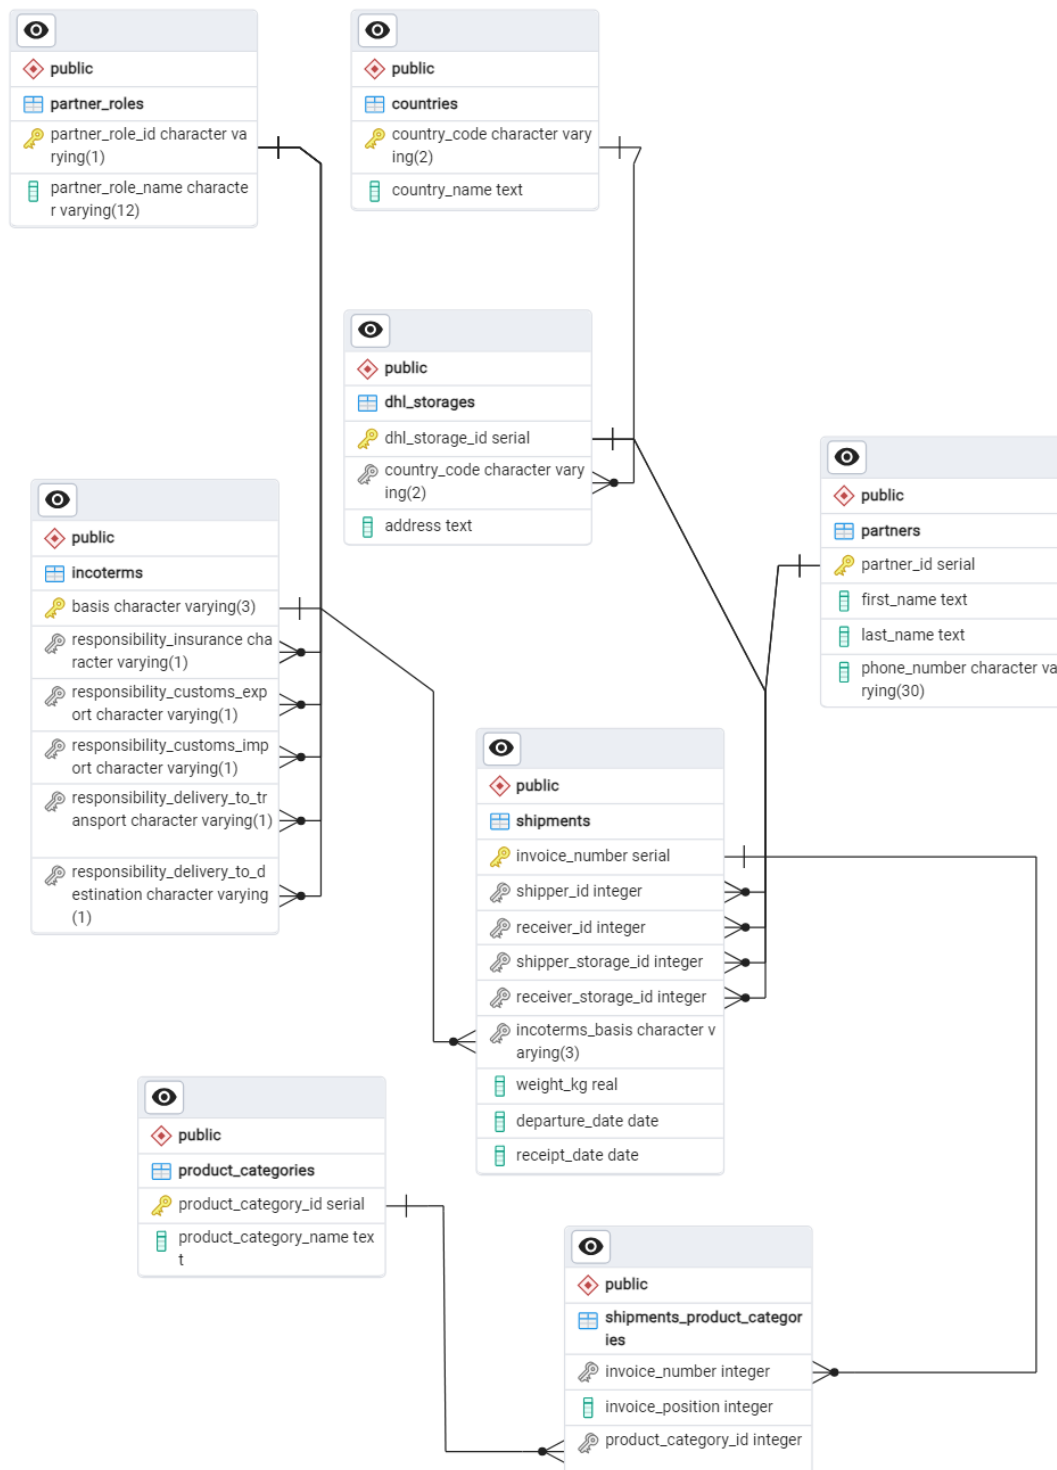 public
partner_roles
partner_role_id character va
rying(1)
partner_role_name characte
r varying(12)
public
countries
country_code character vary
ing(2)
country_name text
public
dhl_storages
dhl_storage_id serial
country_code character vary
ing(2)
address text
public
partners
partner_id serial
first_name text
last_name text
phone_number character va
rying(30)
public
incoterms
basis character varying(3)
responsibility_insurance cha
racter varying(1)
responsibility_customs_exp
ort character varying(1)
responsibility_customs_imp
ort character varying(1)
responsibility_delivery_to_tr
ansport character varying(1)
responsibility_delivery_to_d
estination character varying
(1)
public
shipments
invoice_number serial
shipper_id integer
receiver_id integer
shipper_storage_id integer
receiver_storage_id integer
incoterms_basis character v
arying(3)
weight_kg real
departure_date date
receipt_date date
public
product_categories
product_category_id serial
product_category_name tex
t
public
shipments_product_categor
ies
invoice_number integer
invoice_position integer
product_category_id integer